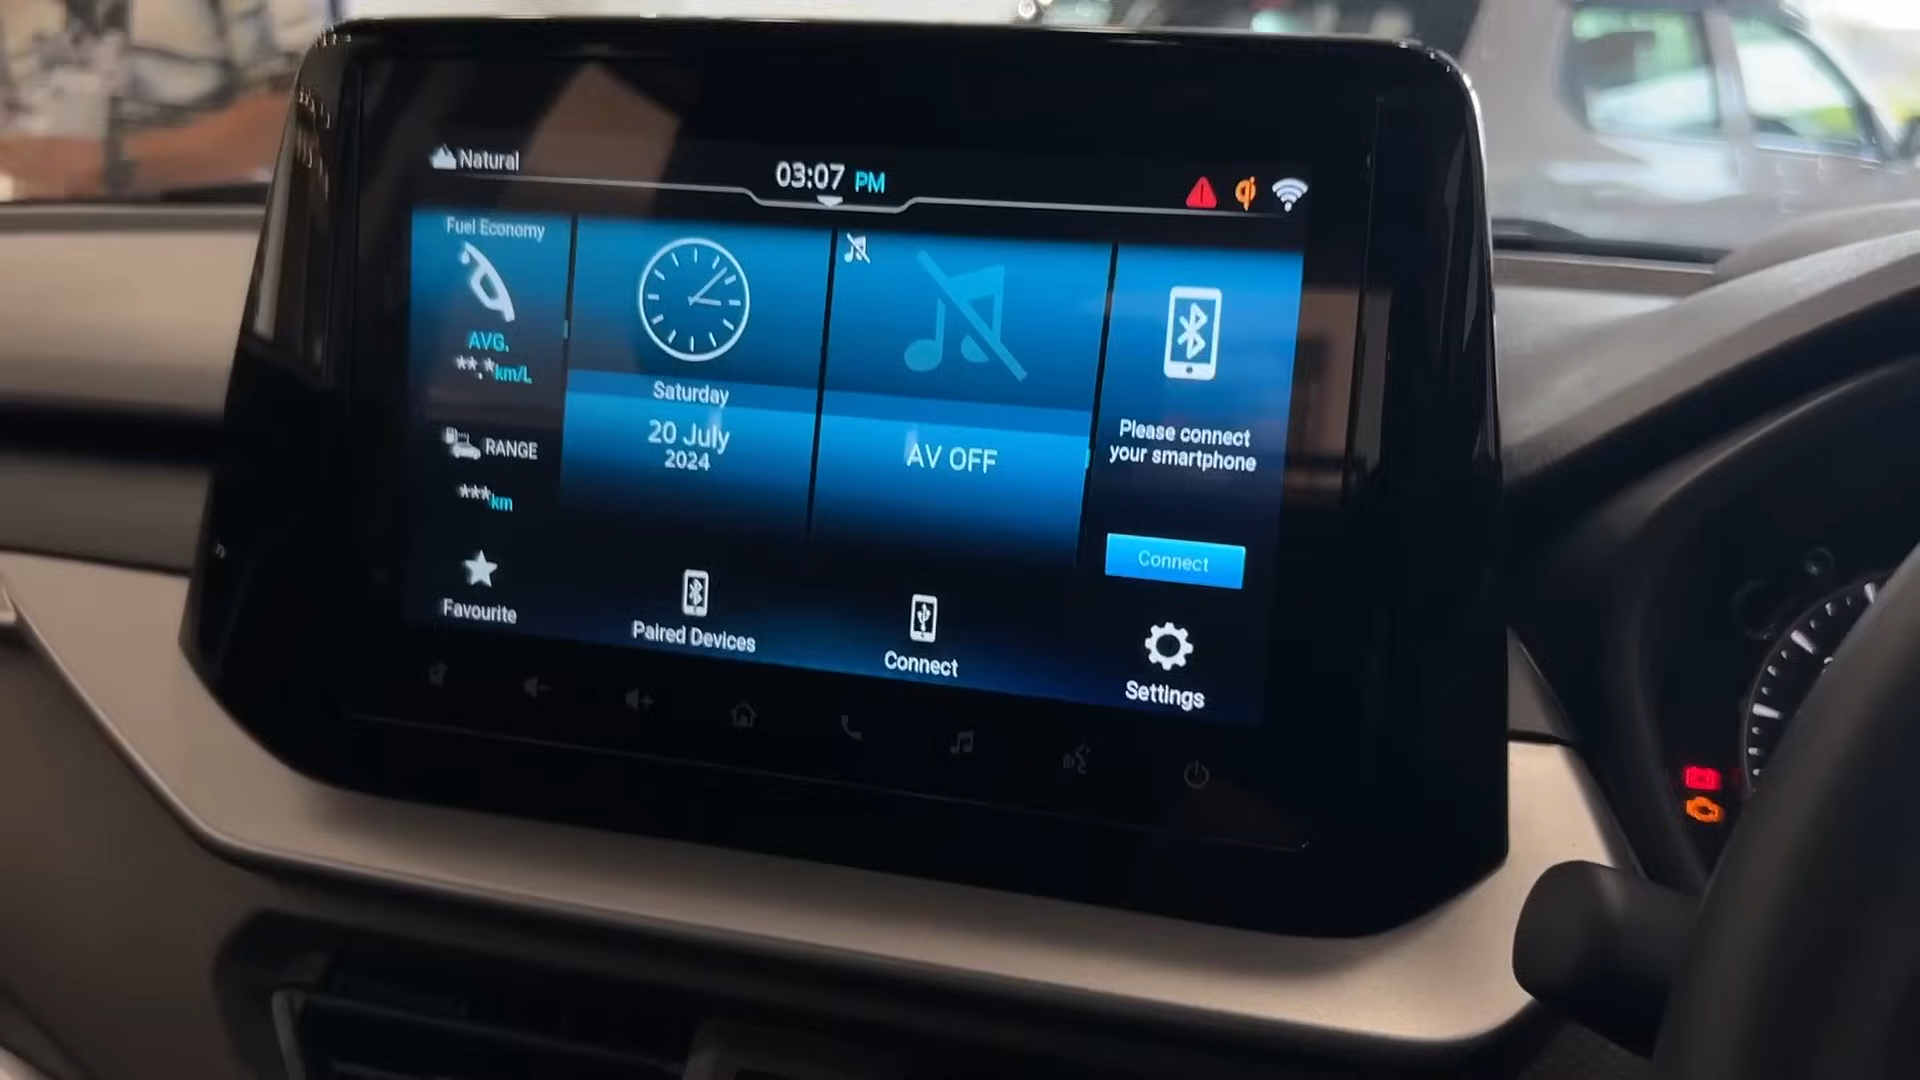 Natural
03:07 PM
Fuel Economy
AVG.
**.*km/L
RANGE
***km
Saturday
20 July
2024
AV OFF
Please connect
your smartphone
Connect
Favourite
Paired Devices
Connect
Settings